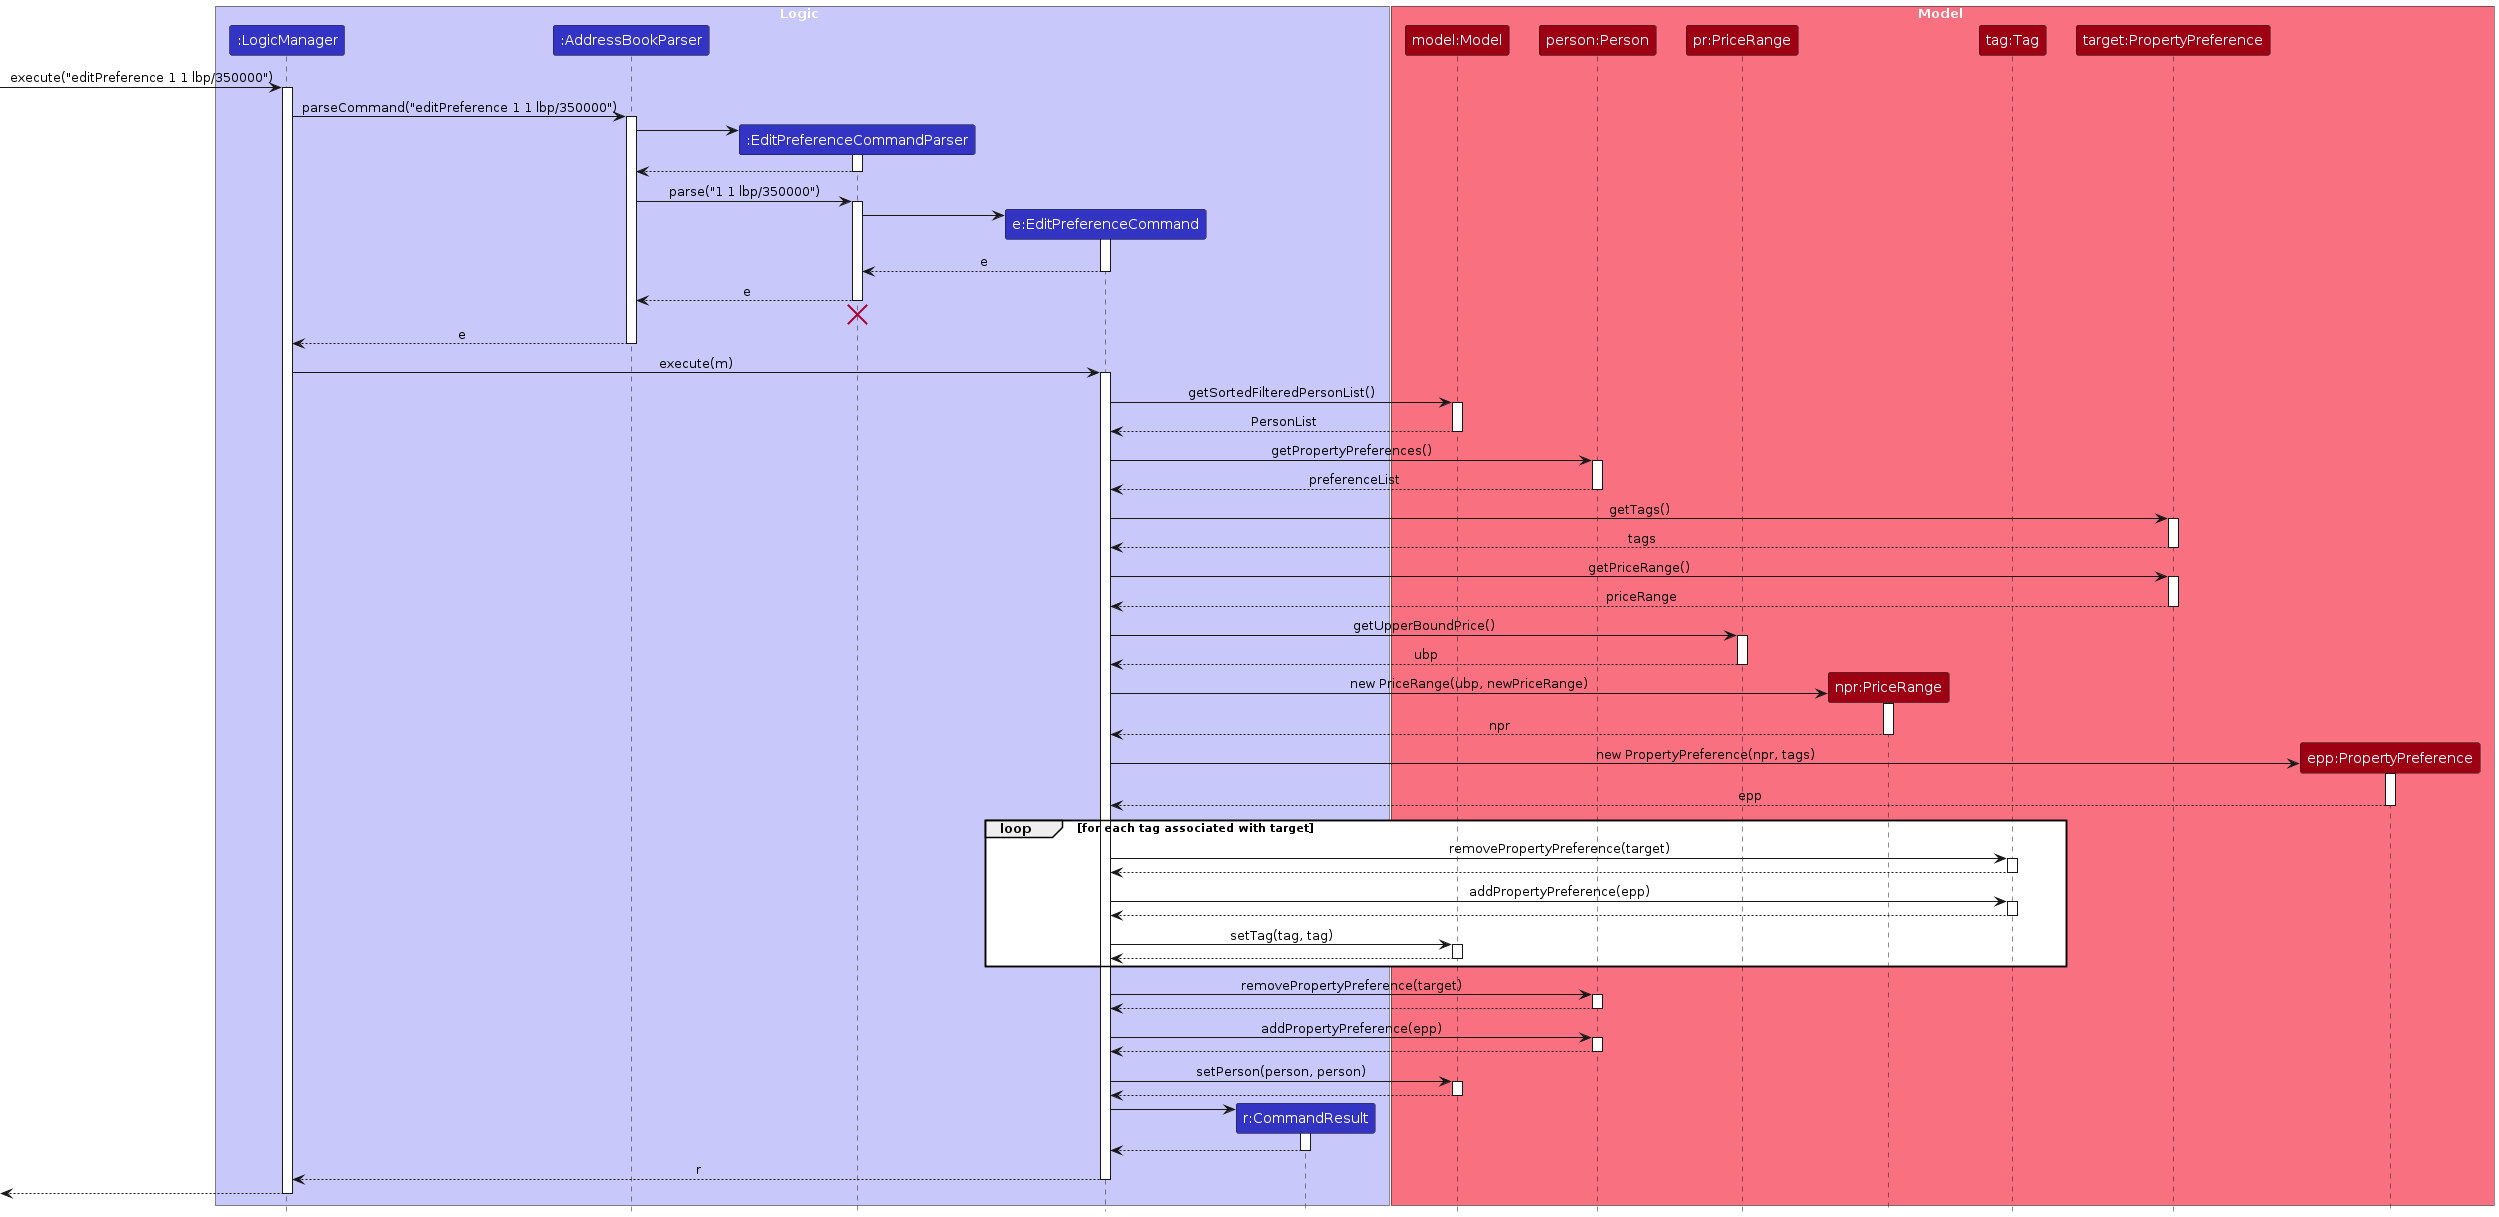 Logic
Model
:LogicManager
:AddressBookParser
model:Model
person:Person
pr:PriceRange
tag:Tag
target:PropertyPreference
execute("editPreference 1 1 lbp/350000")
parseCommand("editPreference 1 1 lbp/350000")
:EditPreferenceCommandParser
parse("1 1 lbp/350000")
e:EditPreferenceCommand
e
e
e
execute(m)
getSortedFilteredPersonList()
PersonList
getPropertyPreferences()
preferenceList
getTags()
tags
getPriceRange()
priceRange
getUpperBoundPrice()
ubp
new PriceRange(ubp, newPriceRange)
npr:PriceRange
npr
new PropertyPreference(npr, tags)
epp:PropertyPreference
epp
loop [for each tag associated with target]
removePropertyPreference(target)
addPropertyPreference(epp)
setTag(tag, tag)
removePropertyPreference(target)
addPropertyPreference(epp)
setPerson(person, person)
r:CommandResult
r